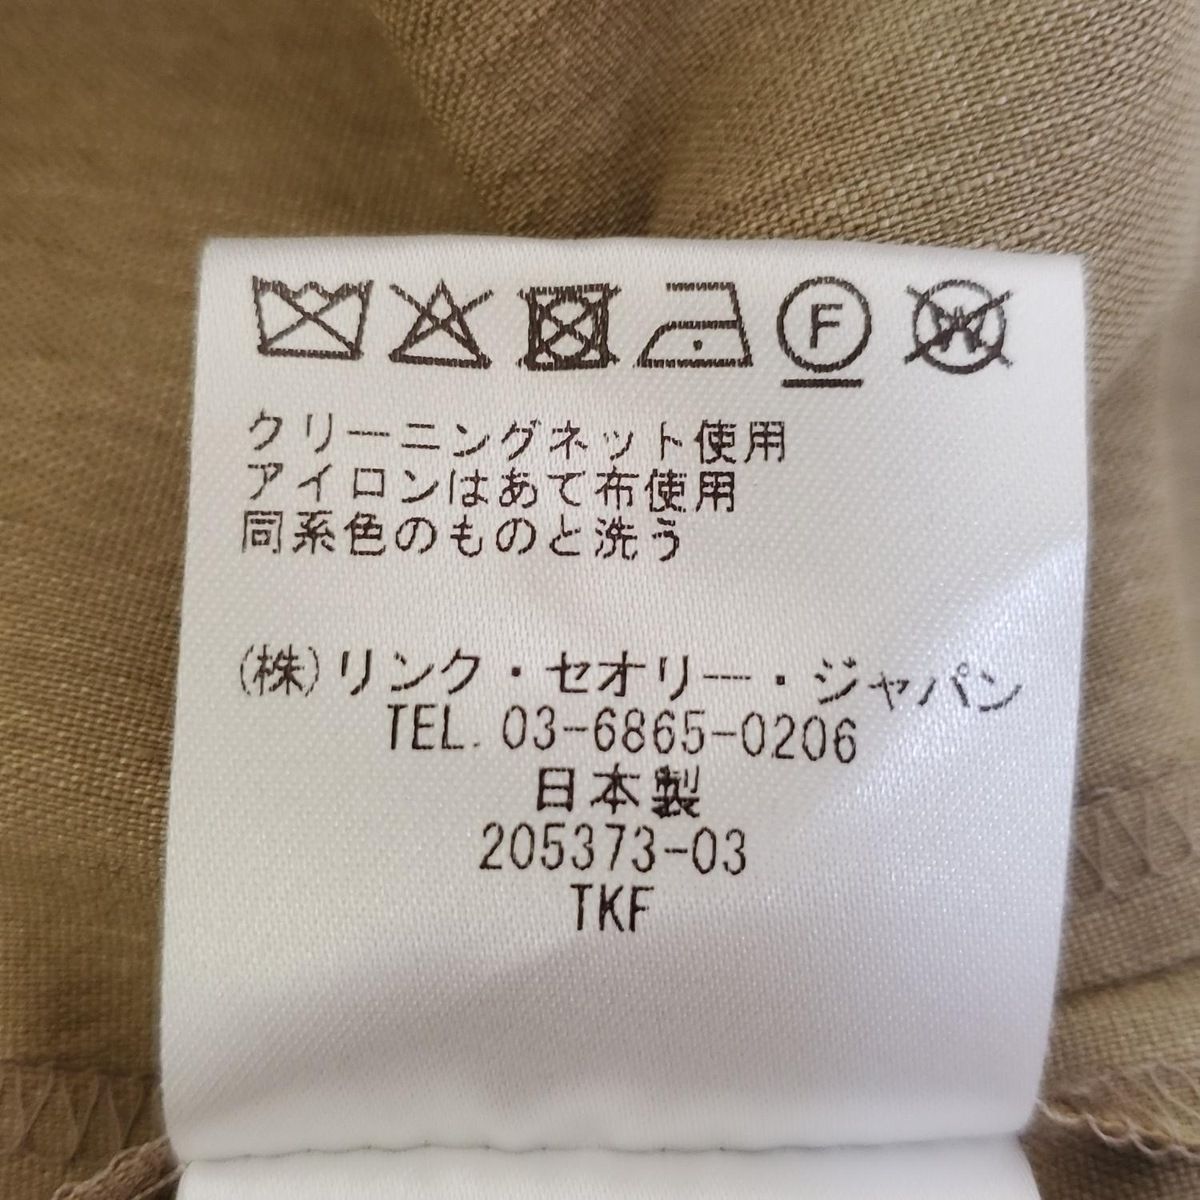 F W
クリーニングネット使用
アイロンはあて布使用
同系色のものと洗う
(株)リンク・セオリー・ジャパン
TEL. 03-6865-0206
日本製
205373-03
TKF